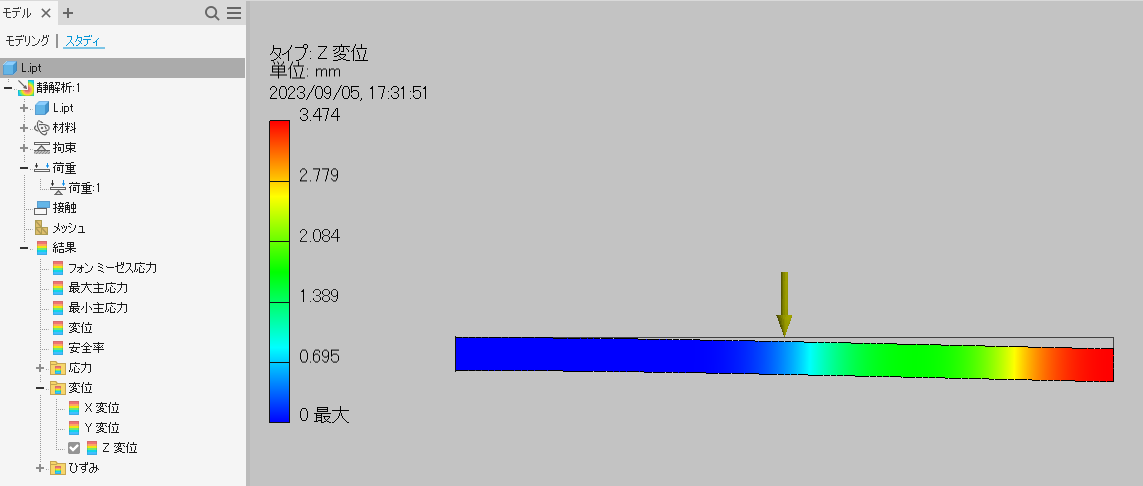 モデル × +
モデリング | スタディ
L.ipt
静解析:1
L.ipt
材料
拘束
荷重
荷重:1
接触
メッシュ
結果
フォン ミーゼス応力
最大主応力
最小主応力
変位
安全率
応力
変位
X 変位
Y 変位
Z 変位
ひずみ
タイプ: Z 変位
単位: mm
2023/09/05, 17:31:51
3.474
2.779
2.084
1.389
0.695
0 最大